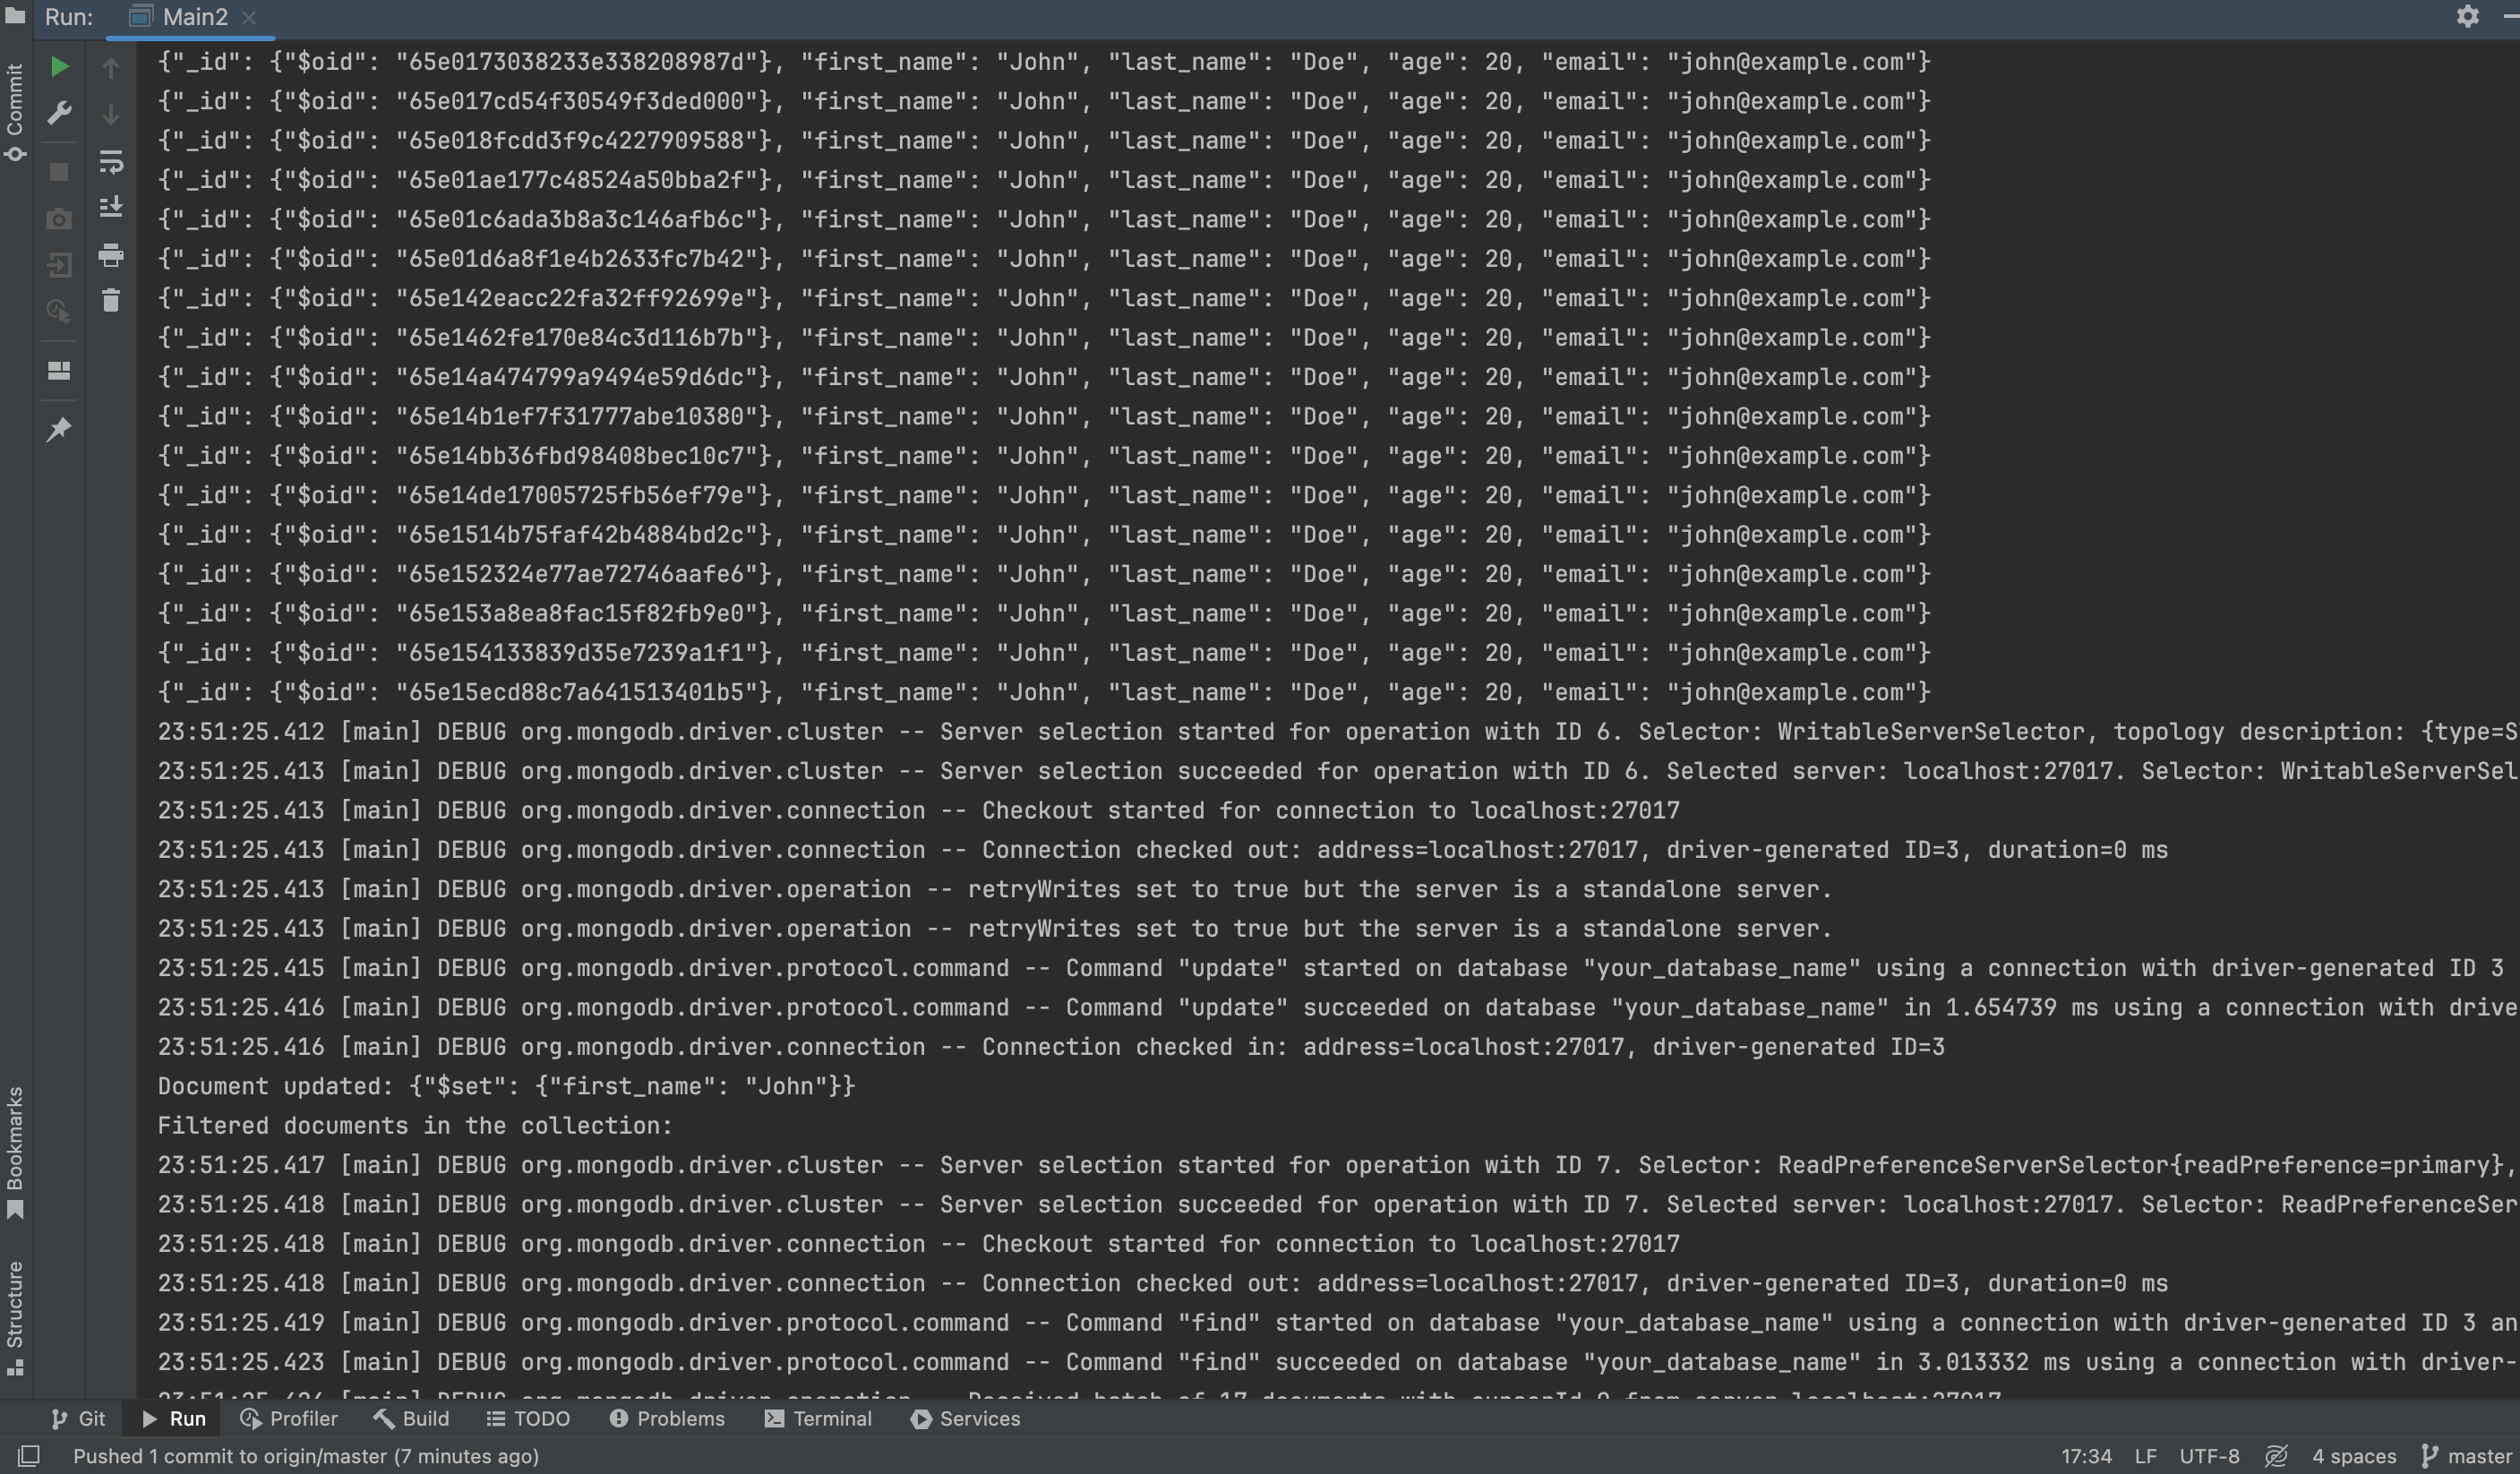 Run: Main2
Commit
{"_id": {"$oid": "65e0173038233e338208987d"}, "first_name": "John", "last_name": "Doe", "age": 20, "email": "john@example.com"}
{"_id": {"$oid": "65e017cd54f30549f3ded000"}, "first_name": "John", "last_name": "Doe", "age": 20, "email": "john@example.com"}
{"_id": {"$oid": "65e018fcdd3f9c4227909588"}, "first_name": "John", "last_name": "Doe", "age": 20, "email": "john@example.com"}
{"_id": {"$oid": "65e01ae177c48524a50bba2f"}, "first_name": "John", "last_name": "Doe", "age": 20, "email": "john@example.com"}
{"_id": {"$oid": "65e01c6ada3b8a3c146afb6c"}, "first_name": "John", "last_name": "Doe", "age": 20, "email": "john@example.com"}
{"_id": {"$oid": "65e01d6a8f1e4b2633fc7b42"}, "first_name": "John", "last_name": "Doe", "age": 20, "email": "john@example.com"}
{"_id": {"$oid": "65e142eacc22fa32ff92699e"}, "first_name": "John", "last_name": "Doe", "age": 20, "email": "john@example.com"}
{"_id": {"$oid": "65e1462fe170e84c3d116b7b"}, "first_name": "John", "last_name": "Doe", "age": 20, "email": "john@example.com"}
{"_id": {"$oid": "65e14a474799a9494e59d6dc"}, "first_name": "John", "last_name": "Doe", "age": 20, "email": "john@example.com"}
{"_id": {"$oid": "65e14b1ef7f31777abe10380"}, "first_name": "John", "last_name": "Doe", "age": 20, "email": "john@example.com"}
{"_id": {"$oid": "65e14bb36fbd98408bec10c7"}, "first_name": "John", "last_name": "Doe", "age": 20, "email": "john@example.com"}
{"_id": {"$oid": "65e14de17005725fb56ef79e"}, "first_name": "John", "last_name": "Doe", "age": 20, "email": "john@example.com"}
{"_id": {"$oid": "65e1514b75faf42b4884bd2c"}, "first_name": "John", "last_name": "Doe", "age": 20, "email": "john@example.com"}
{"_id": {"$oid": "65e152324e77ae72746aafe6"}, "first_name": "John", "last_name": "Doe", "age": 20, "email": "john@example.com"}
{"_id": {"$oid": "65e153a8ea8fac15f82fb9e0"}, "first_name": "John", "last_name": "Doe", "age": 20, "email": "john@example.com"}
{"_id": {"$oid": "65e154133839d35e7239a1f1"}, "first_name": "John", "last_name": "Doe", "age": 20, "email": "john@example.com"}
{"_id": {"$oid": "65e15ecd88c7a641513401b5"}, "first_name": "John", "last_name": "Doe", "age": 20, "email": "john@example.com"}
23:51:25.412 [main] DEBUG org.mongodb.driver.cluster -- Server selection started for operation with ID 6. Selector: WritableServerSelector, topology description: {type=S
23:51:25.413 [main] DEBUG org.mongodb.driver.cluster -- Server selection succeeded for operation with ID 6. Selected server: localhost:27017. Selector: WritableServerSel
23:51:25.413 [main] DEBUG org.mongodb.driver.connection -- Checkout started for connection to localhost:27017
23:51:25.413 [main] DEBUG org.mongodb.driver.connection -- Connection checked out: address=localhost:27017, driver-generated ID=3, duration=0 ms
23:51:25.413 [main] DEBUG org.mongodb.driver.operation -- retryWrites set to true but the server is a standalone server.
23:51:25.413 [main] DEBUG org.mongodb.driver.operation -- retryWrites set to true but the server is a standalone server.
23:51:25.415 [main] DEBUG org.mongodb.driver.protocol.command -- Command "update" started on database "your_database_name" using a connection with driver-generated ID 3
23:51:25.416 [main] DEBUG org.mongodb.driver.protocol.command -- Command "update" succeeded on database "your_database_name" in 1.654739 ms using a connection with drive
23:51:25.416 [main] DEBUG org.mongodb.driver.connection -- Connection checked in: address=localhost:27017, driver-generated ID=3
Document updated: {"$set": {"first_name": "John"}}
Filtered documents in the collection:
23:51:25.417 [main] DEBUG org.mongodb.driver.cluster -- Server selection started for operation with ID 7. Selector: ReadPreferenceServerSelector{readPreference=primary},
23:51:25.418 [main] DEBUG org.mongodb.driver.cluster -- Server selection succeeded for operation with ID 7. Selected server: localhost:27017. Selector: ReadPreferenceSer
23:51:25.418 [main] DEBUG org.mongodb.driver.connection -- Checkout started for connection to localhost:27017
23:51:25.418 [main] DEBUG org.mongodb.driver.connection -- Connection checked out: address=localhost:27017, driver-generated ID=3, duration=0 ms
23:51:25.419 [main] DEBUG org.mongodb.driver.protocol.command -- Command "find" started on database "your_database_name" using a connection with driver-generated ID 3 an
23:51:25.423 [main] DEBUG org.mongodb.driver.protocol.command -- Command "find" succeeded on database "your_database_name" in 3.013332 ms using a connection with driver-
Bookmarks
Structure
Git Run Profiler Build TODO Problems Terminal Services
Pushed 1 commit to origin/master (7 minutes ago) 17:34 LF UTF-8 4 spaces master